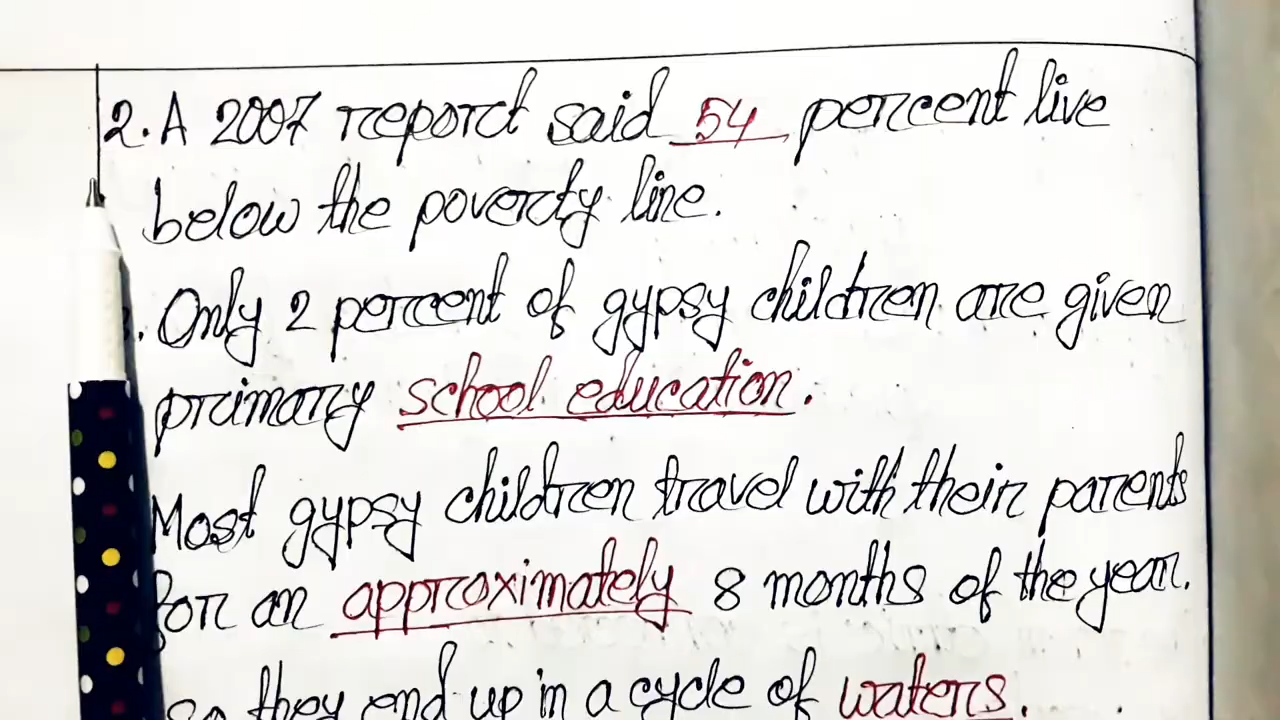 2. A 2007 report said 54 percent live
below the poverty line.
. Only 2 percent of gypsy children are given
primary school education.
Most gypsy children travel with their parents
for an approximately 8 months of the year.
so they end up in a cycle of waters.